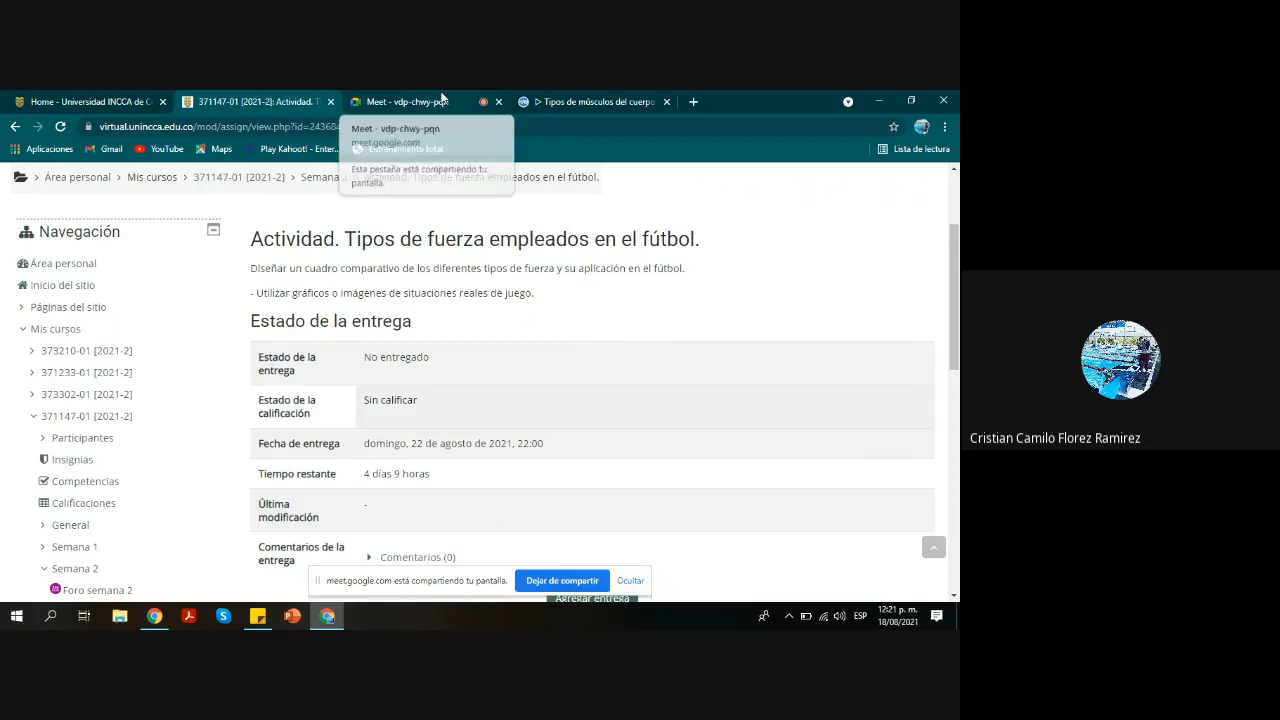 Home - Universidad INCCA de C
371147-01 [2021-2]: Actividad. T
Meet - vdp-chwy-pqn
Tipos de músculos del cuerpo
virtual.unincca.edu.co/mod/assign/view.php?id=24368
Aplicaciones
Gmail
YouTube
Maps
Play Kahoot! - Enter...
Entrenamiento total
Lista de lectura
Meet - vdp-chwy-pqn
meet.google.com
Esta pestaña está compartiendo tu
pantalla.
Área personal
Mis cursos
371147-01 [2021-2]
Semana 2
Actividad. Tipos de fuerza empleados en el fútbol.
Navegación
Área personal
Inicio del sitio
Páginas del sitio
Mis cursos
373210-01 [2021-2]
371233-01 [2021-2]
373302-01 [2021-2]
371147-01 [2021-2]
Participantes
Insignias
Competencias
Calificaciones
General
Semana 1
Semana 2
Foro semana 2
Actividad. Tipos de fuerza empleados en el fútbol.
Diseñar un cuadro comparativo de los diferentes tipos de fuerza y su aplicación en el fútbol.
- Utilizar gráficos o imágenes de situaciones reales de juego.
Estado de la entrega
Estado de la
entrega
No entregado
Estado de la
calificación
Sin calificar
Fecha de entrega
domingo, 22 de agosto de 2021, 22:00
Tiempo restante
4 días 9 horas
Última
modificación
-
Comentarios de la
entrega
Comentarios (0)
meet.google.com está compartiendo tu pantalla.
Dejar de compartir
Ocultar
Agregar entrega
ESP
12:21 p. m.
18/08/2021
Cristian Camilo Florez Ramirez